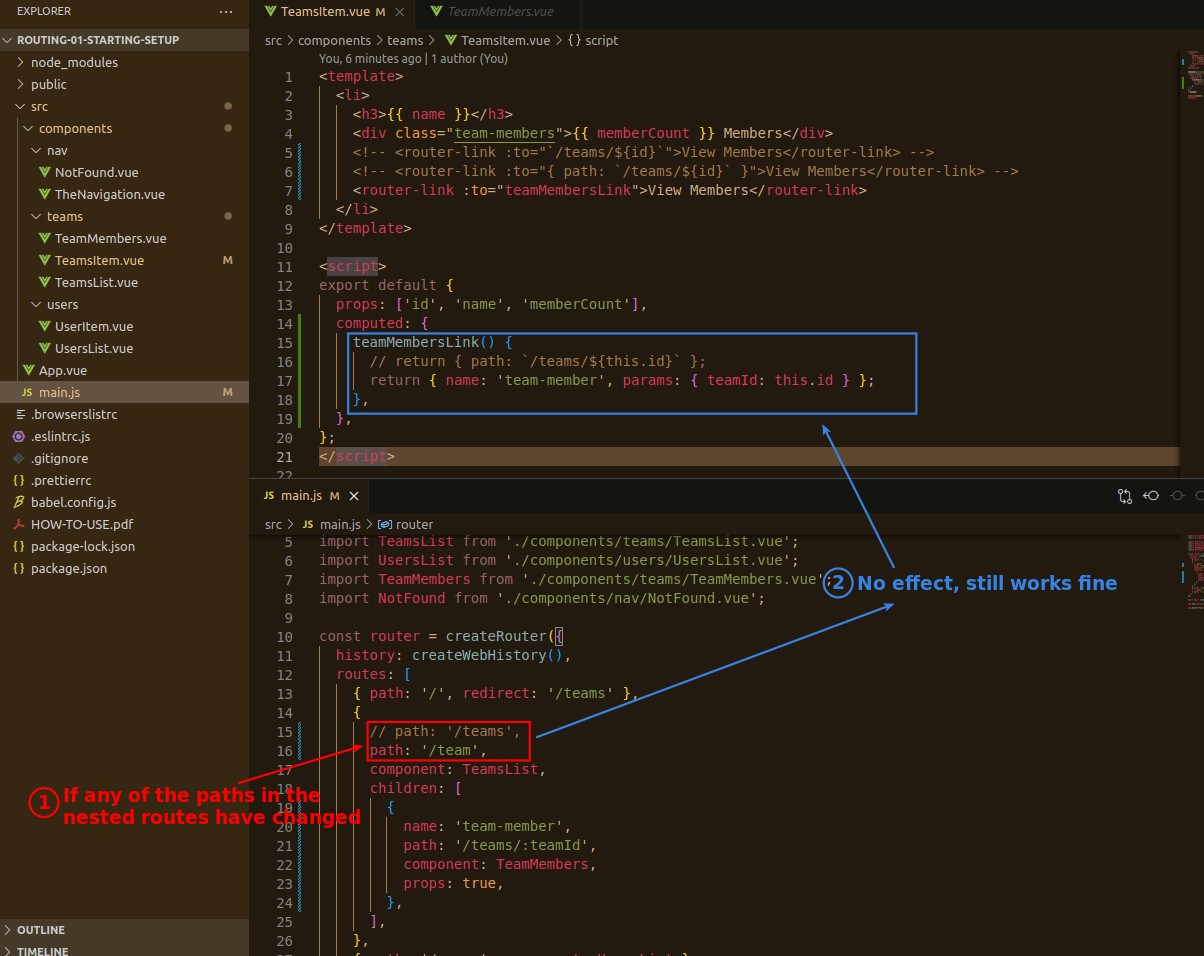 EXPLORER
ROUTING-01-STARTING-SETUP
node_modules
public
src
components
nav
NotFound.vue
TheNavigation.vue
teams
TeamMembers.vue
TeamsItem.vue M
TeamsList.vue
users
UserItem.vue
UsersList.vue
App.vue
JS main.js M
.browserslistrc
.eslintrc.js
.gitignore
{} .prettierrc
babel.config.js
HOW-TO-USE.pdf
{} package-lock.json
{} package.json
OUTLINE
TIMELINE
TeamsItem.vue M
TeamMembers.vue
src > components > teams > TeamsItem.vue > {} script
You, 6 minutes ago | 1 author (You)
1 <template>
2 <li>
3 <h3>{{ name }}</h3>
4 <div class="team-members">{{ memberCount }} Members</div>
5 <!-- <router-link :to="`/teams/${id}`">View Members</router-link> -->
6 <!-- <router-link :to="{ path: `/teams/${id}` }">View Members</router-link> -->
7 <router-link :to="teamMembersLink">View Members</router-link>
8 </li>
9 </template>
10
11 <script>
12 export default {
13 props: ['id', 'name', 'memberCount'],
14 computed: {
15 teamMembersLink() {
16 // return { path: `/teams/${this.id}` };
17 return { name: 'team-member', params: { teamId: this.id } };
18 },
19 },
20 };
21 </script>
22
JS main.js M
src > JS main.js > router
5 import TeamsList from './components/teams/TeamsList.vue';
6 import UsersList from './components/users/UsersList.vue';
7 import TeamMembers from './components/teams/TeamMembers.vue';
8 import NotFound from './components/nav/NotFound.vue';
9
10 const router = createRouter({
11 history: createWebHistory(),
12 routes: [
13 { path: '/', redirect: '/teams' },
14 {
15 // path: '/teams',
16 path: '/team',
17 component: TeamsList,
18 children: [
19 {
20 name: 'team-member',
21 path: '/teams/:teamId',
22 component: TeamMembers,
23 props: true,
24 },
25 ],
26 },
1 If any of the paths in the
nested routes have changed
2 No effect, still works fine